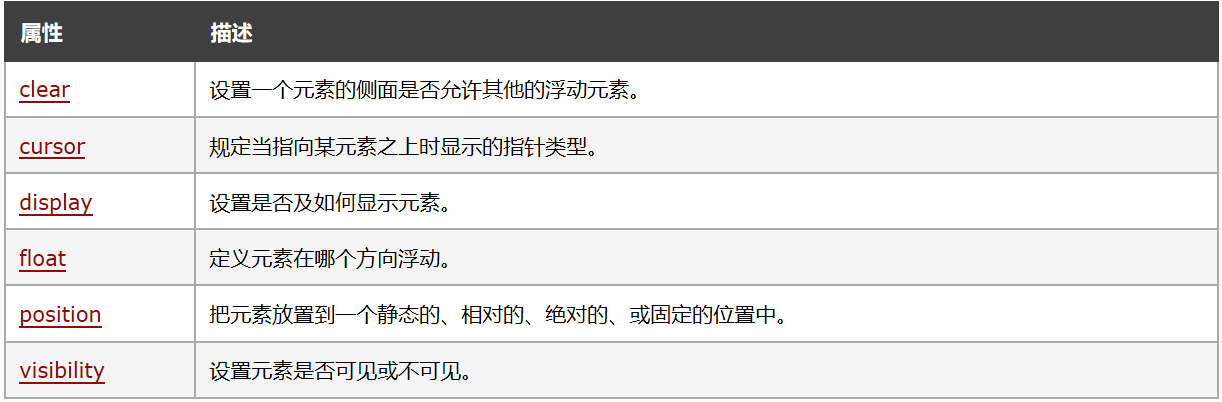 属性 描述
clear 设置一个元素的侧面是否允许其他的浮动元素。
cursor 规定当指向某元素之上时显示的指针类型。
display 设置是否及如何显示元素。
float 定义元素在哪个方向浮动。
position 把元素放置到一个静态的、相对的、绝对的、或固定的位置中。
visibility 设置元素是否可见或不可见。